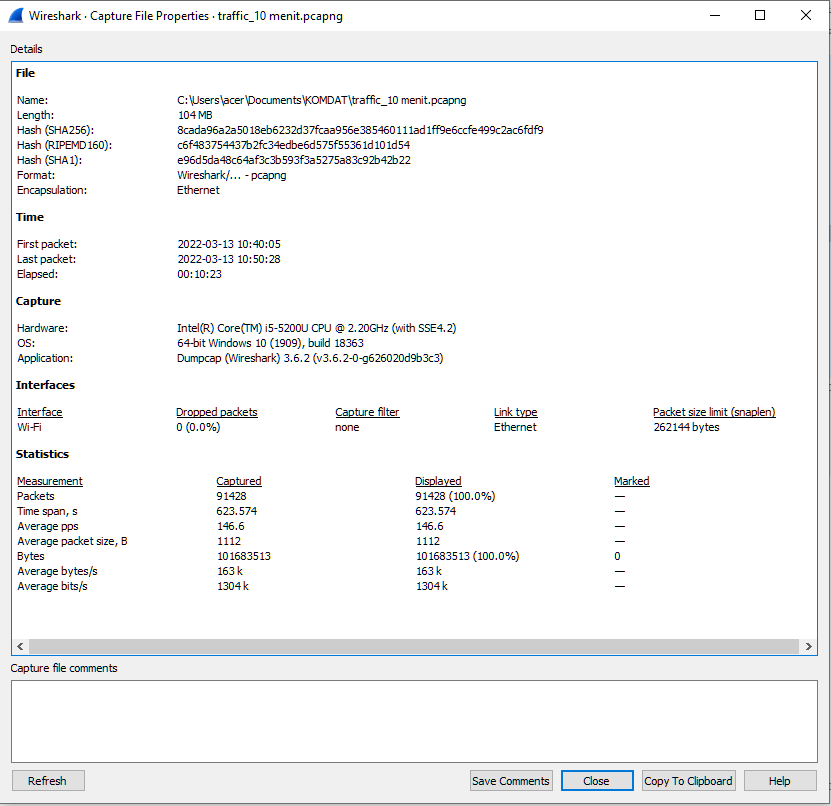 Wireshark · Capture File Properties · traffic_10 menit.pcapng
Details
File
Name: C:\Users\acer\Documents\KOMDAT\traffic_10 menit.pcapng
Length: 104 MB
Hash (SHA256): 8cada96a2a5018eb6232d37fcaa956e385460111ad1ff9e6ccfe499c2ac6fdf9
Hash (RIPEMD160): c6f483754437b2fc34edbe6d575f55361d101d54
Hash (SHA1): e96d5da48c64af3c3b593f3a5275a83c92b42b22
Format: Wireshark/... - pcapng
Encapsulation: Ethernet
Time
First packet: 2022-03-13 10:40:05
Last packet: 2022-03-13 10:50:28
Elapsed: 00:10:23
Capture
Hardware: Intel(R) Core(TM) i5-5200U CPU @ 2.20GHz (with SSE4.2)
OS: 64-bit Windows 10 (1909), build 18363
Application: Dumpcap (Wireshark) 3.6.2 (v3.6.2-0-g626020d9b3c3)
Interfaces
Interface Dropped packets Capture filter Link type Packet size limit (snaplen)
Wi-Fi 0 (0.0%) none Ethernet 262144 bytes
Statistics
Measurement Captured Displayed Marked
Packets 91428 91428 (100.0%) —
Time span, s 623.574 623.574 —
Average pps 146.6 146.6 —
Average packet size, B 1112 1112 —
Bytes 101683513 101683513 (100.0%) 0
Average bytes/s 163 k 163 k —
Average bits/s 1304 k 1304 k —
Capture file comments
Refresh Save Comments Close Copy To Clipboard Help